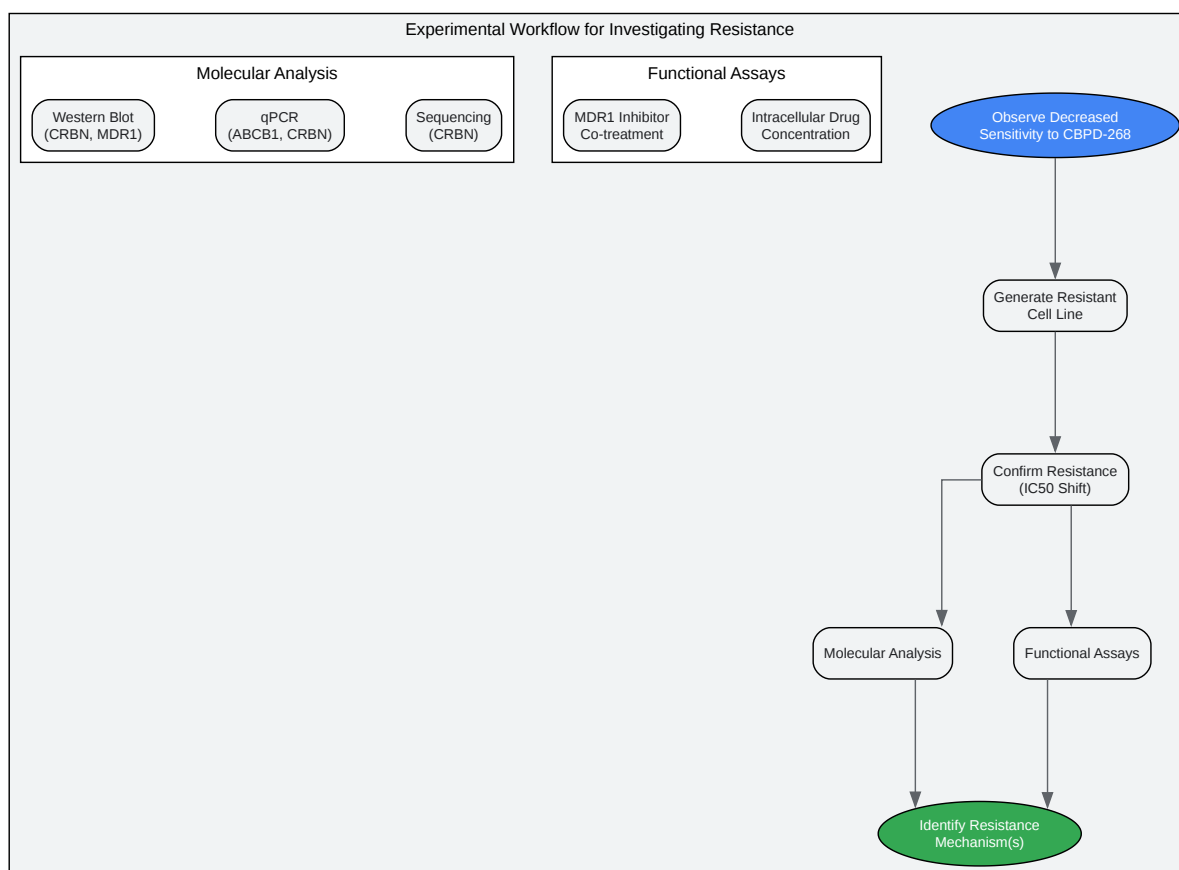 Experimental Workflow for Investigating Resistance
Molecular Analysis
Western Blot
(CRBN, MDR1)
qPCR
(ABCB1, CRBN)
Sequencing
(CRBN)
Functional Assays
MDR1 Inhibitor
Co-treatment
Intracellular Drug
Concentration
Observe Decreased
Sensitivity to CBPD-268
Generate Resistant
Cell Line
Confirm Resistance
(IC50 Shift)
Molecular Analysis
Functional Assays
Identify Resistance
Mechanism(s)